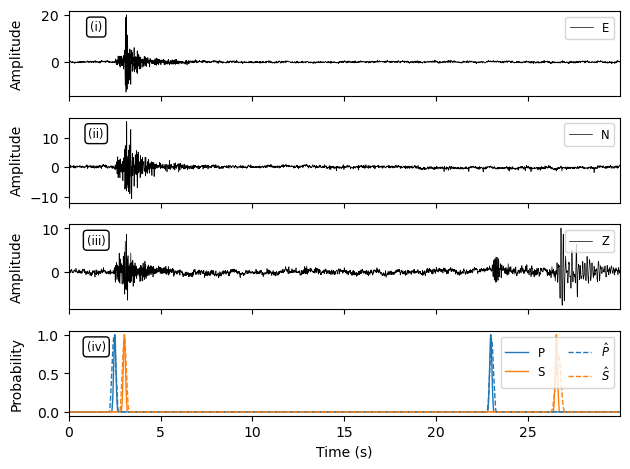 20
0
Amplitude
(i)
E
10
0
−10
Amplitude
(ii)
N
10
0
Amplitude
(iii)
Z
1.0
0.5
0.0
Probability
(iv)
P
S
P̂
Ŝ
0 5 10 15 20 25
Time (s)